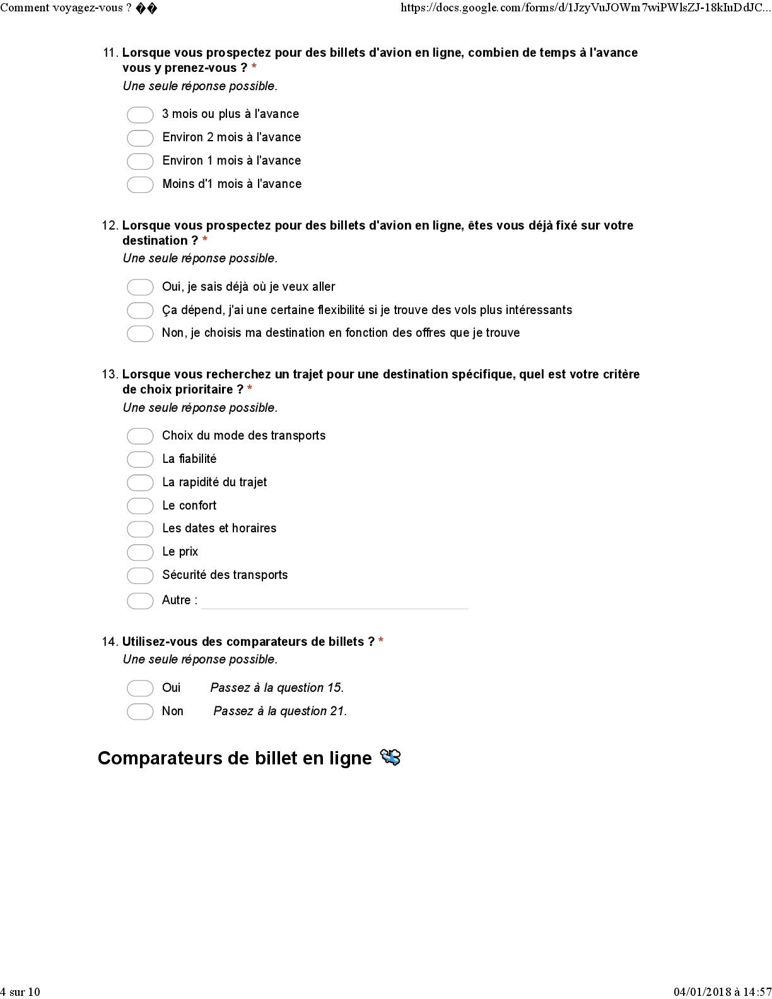 Comment voyagez-vous ? ��
https://docs.google.com/forms/d/1JzyVuJOWm7wiPWlsZJ-18kIuDdJC...
11. Lorsque vous prospectez pour des billets d'avion en ligne, combien de temps à l'avance
vous y prenez-vous ? *
Une seule réponse possible.
3 mois ou plus à l'avance
Environ 2 mois à l'avance
Environ 1 mois à l'avance
Moins d'1 mois à l'avance
12. Lorsque vous prospectez pour des billets d'avion en ligne, êtes vous déjà fixé sur votre
destination ? *
Une seule réponse possible.
Oui, je sais déjà où je veux aller
Ça dépend, j'ai une certaine flexibilité si je trouve des vols plus intéressants
Non, je choisis ma destination en fonction des offres que je trouve
13. Lorsque vous recherchez un trajet pour une destination spécifique, quel est votre critère
de choix prioritaire ? *
Une seule réponse possible.
Choix du mode des transports
La fiabilité
La rapidité du trajet
Le confort
Les dates et horaires
Le prix
Sécurité des transports
Autre :
14. Utilisez-vous des comparateurs de billets ? *
Une seule réponse possible.
Oui Passez à la question 15.
Non Passez à la question 21.
Comparateurs de billet en ligne
4 sur 10
04/01/2018 à 14:57